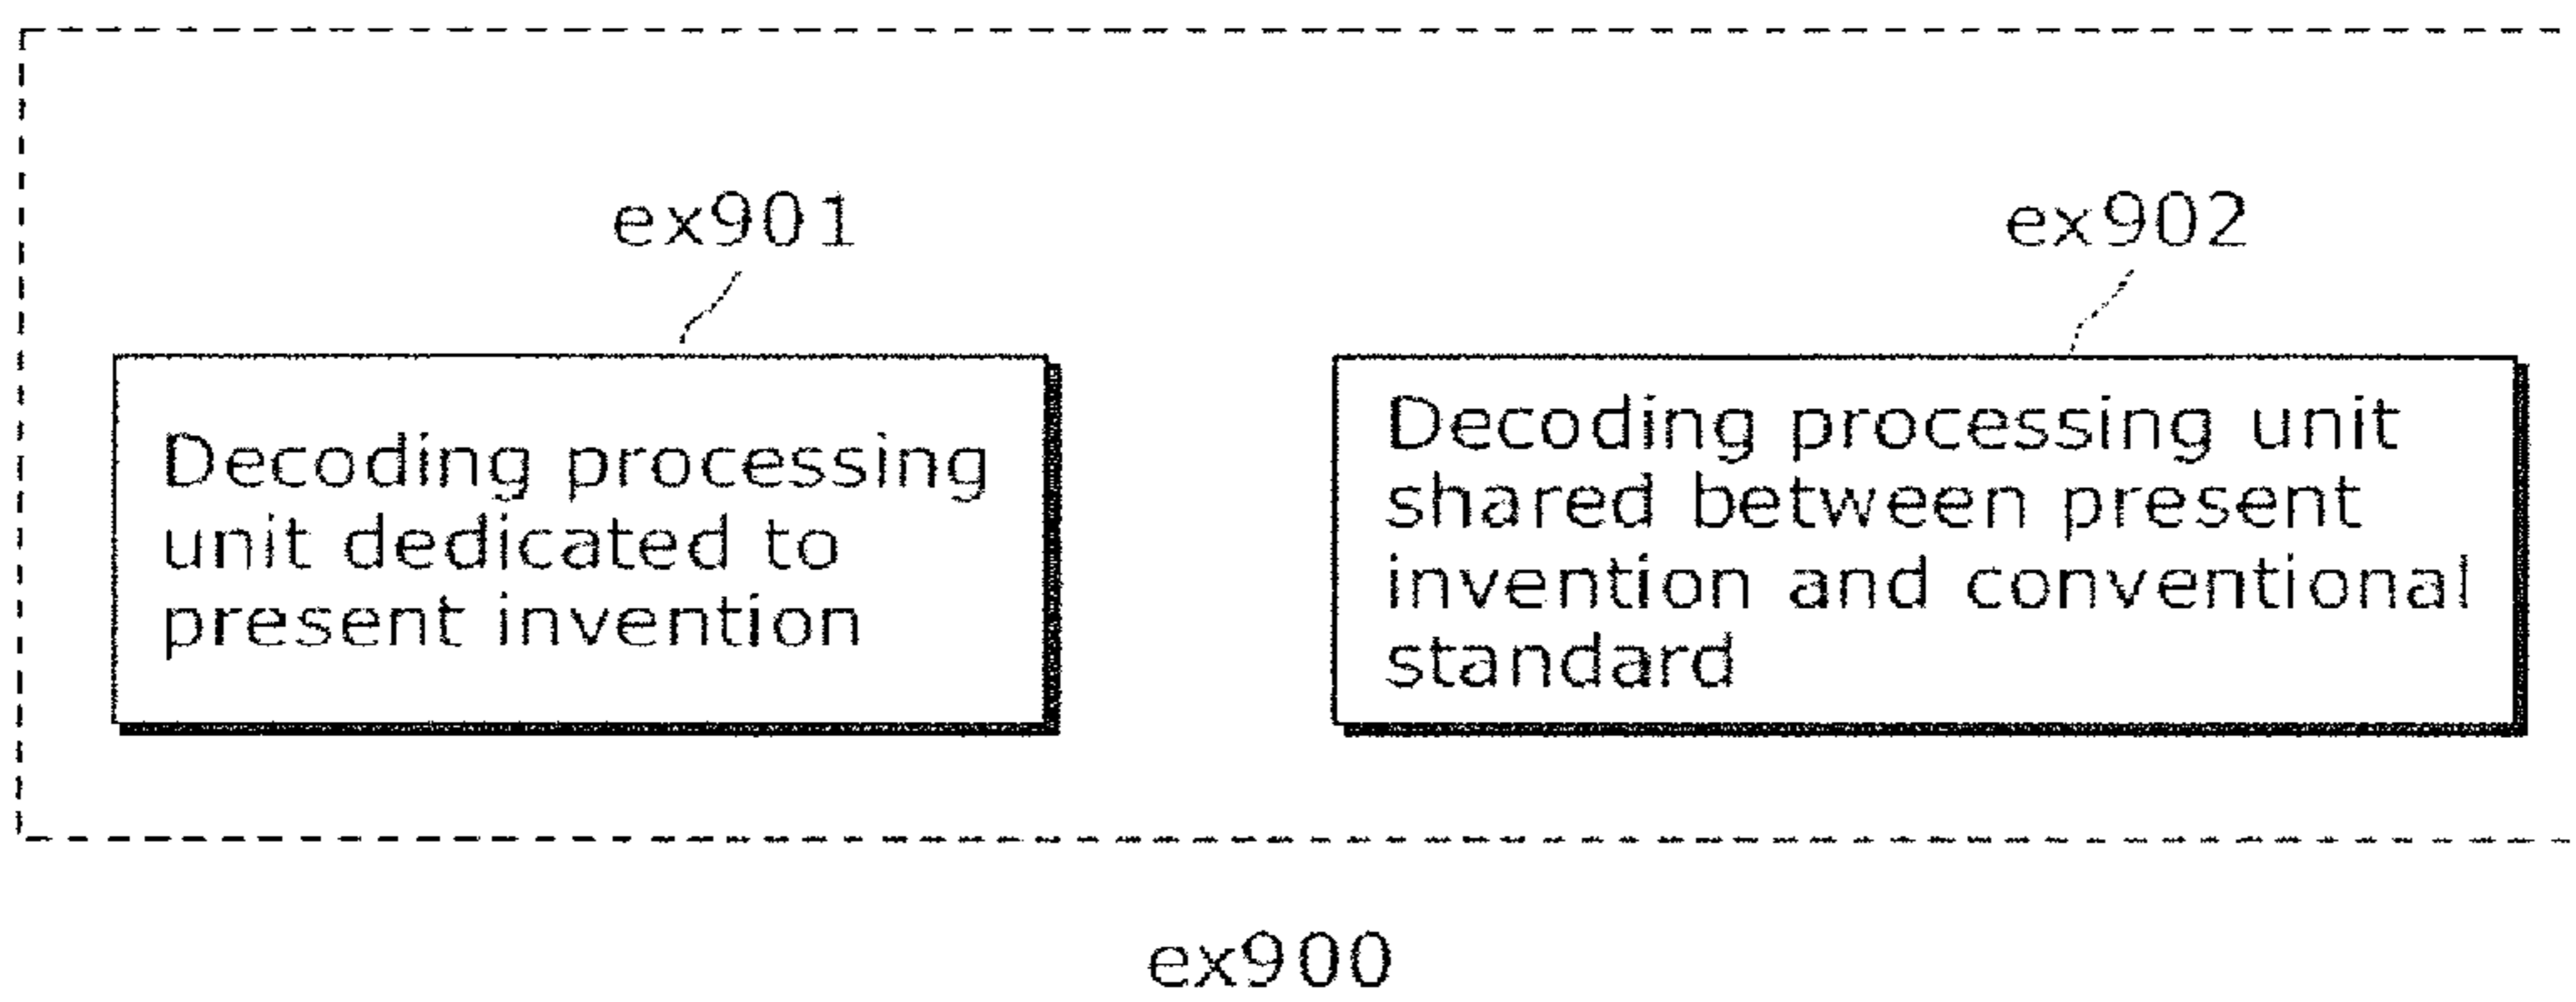 ex901
ex902
Decoding processing
unit dedicated to
present invention
Decoding processing unit
shared between present
invention and conventional
standard
ex900